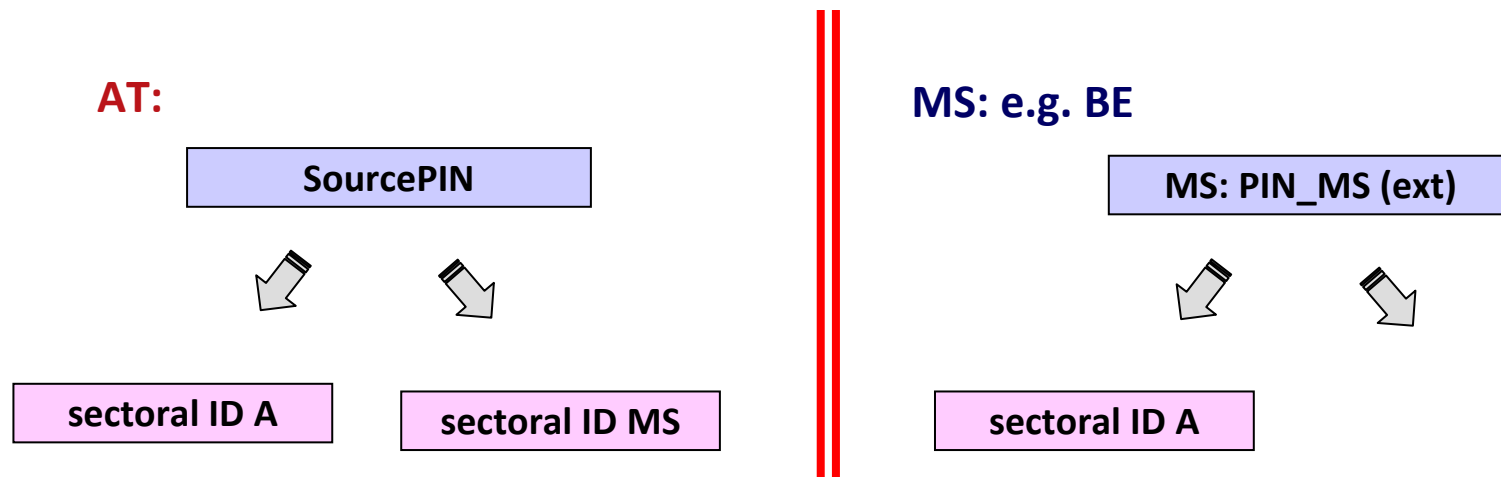 AT:
SourcePIN
sectoral ID A
sectoral ID MS
MS: e.g. BE
MS: PIN_MS (ext)
sectoral ID A